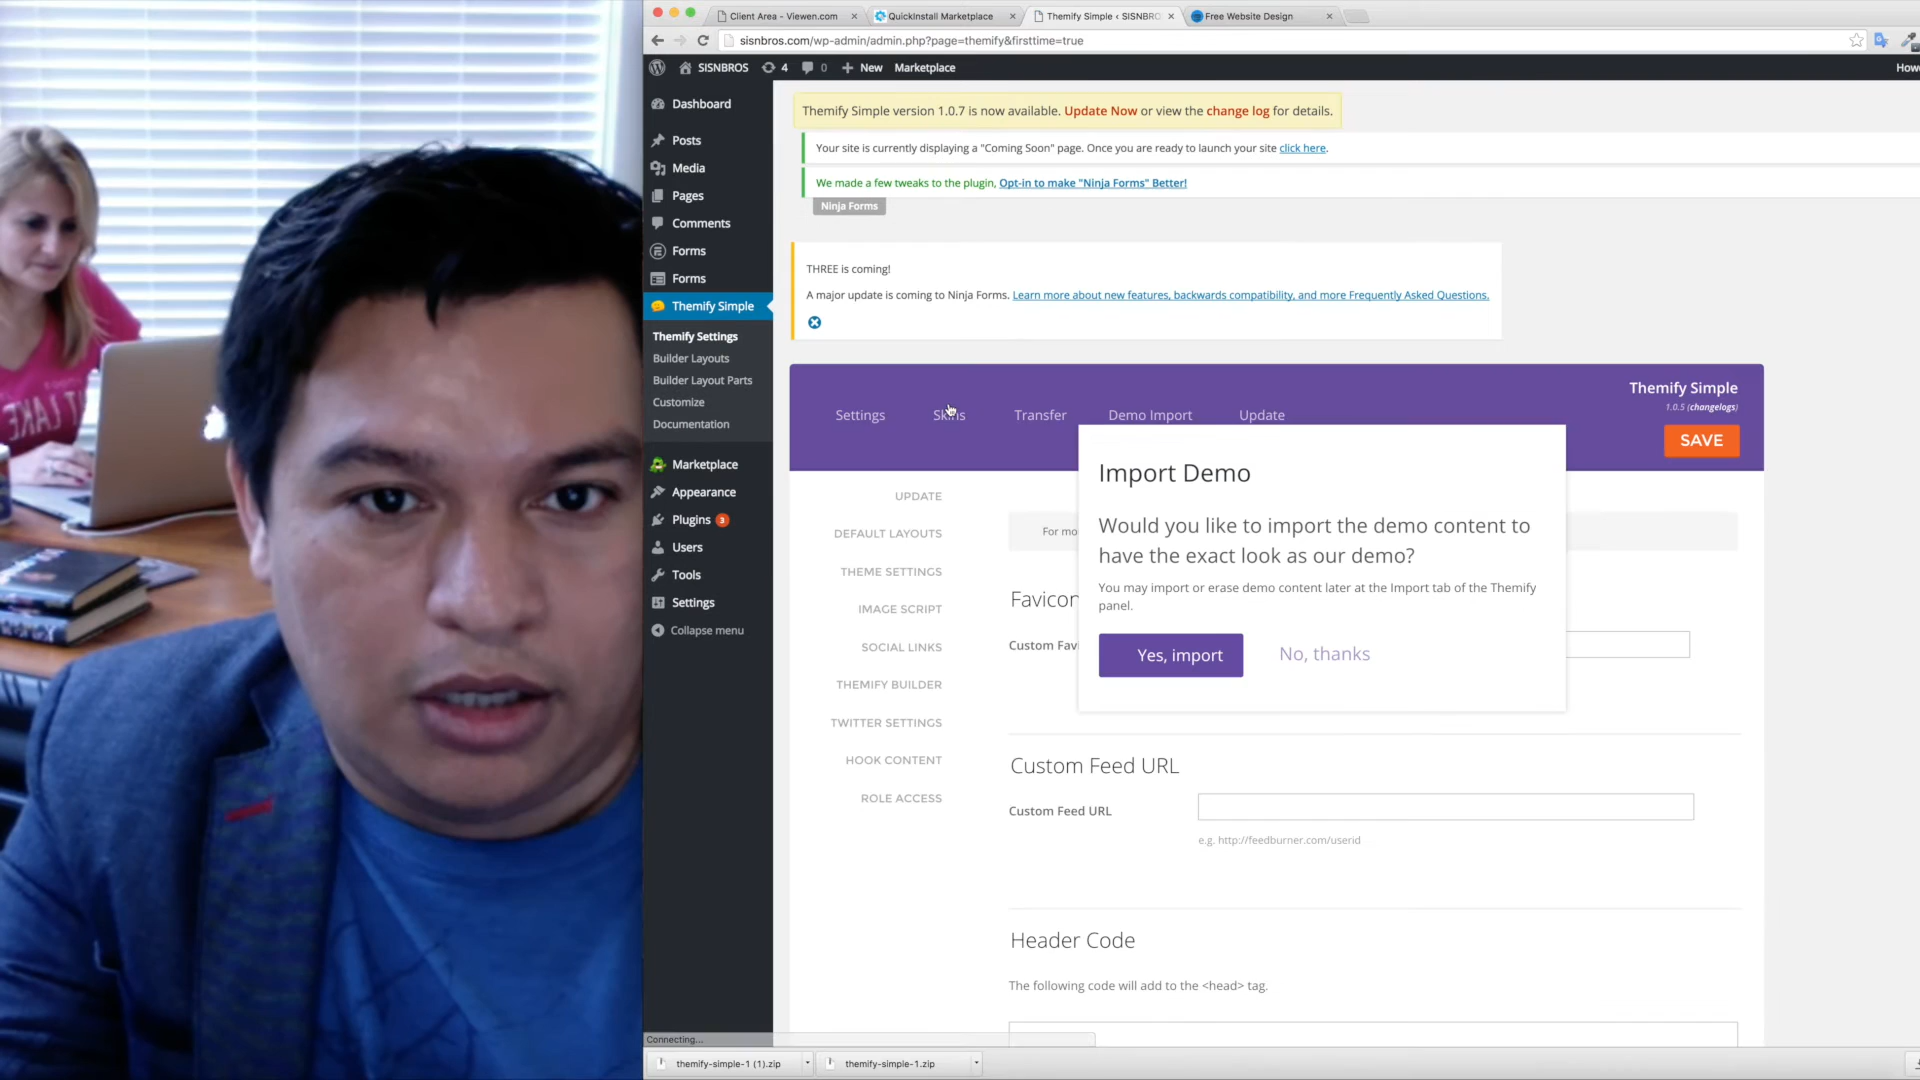 Client Area - Viewen.com
QuickInstall Marketplace
Themify Simple ‹ SISNBRO
Free Website Design
sisnbros.com/wp-admin/admin.php?page=themify&firsttime=true
SISNBROS 4 0 New Marketplace
How
Dashboard
Posts
Media
Pages
Comments
Forms
Forms
Themify Simple
Themify Settings
Builder Layouts
Builder Layout Parts
Customize
Documentation
Marketplace
Appearance
Plugins 3
Users
Tools
Settings
Collapse menu
Themify Simple version 1.0.7 is now available. Update Now or view the change log for details.
Your site is currently displaying a "Coming Soon" page. Once you are ready to launch your site click here.
We made a few tweaks to the plugin, Opt-in to make "Ninja Forms" Better!
Ninja Forms
THREE is coming!
A major update is coming to Ninja Forms. Learn more about new features, backwards compatibility, and more Frequently Asked Questions.
Settings Skins Transfer Demo Import Update
Themify Simple
1.0.5 (changelogs)
SAVE
UPDATE
DEFAULT LAYOUTS
THEME SETTINGS
IMAGE SCRIPT
SOCIAL LINKS
THEMIFY BUILDER
TWITTER SETTINGS
HOOK CONTENT
ROLE ACCESS
For mo
Favicon
Custom Favi
Import Demo
Would you like to import the demo content to
have the exact look as our demo?
You may import or erase demo content later at the Import tab of the Themify
panel.
Yes, import
No, thanks
Custom Feed URL
Custom Feed URL
e.g. http://feedburner.com/userid
Header Code
The following code will add to the <head> tag.
Connecting...
themify-simple-1 (1).zip
themify-simple-1.zip